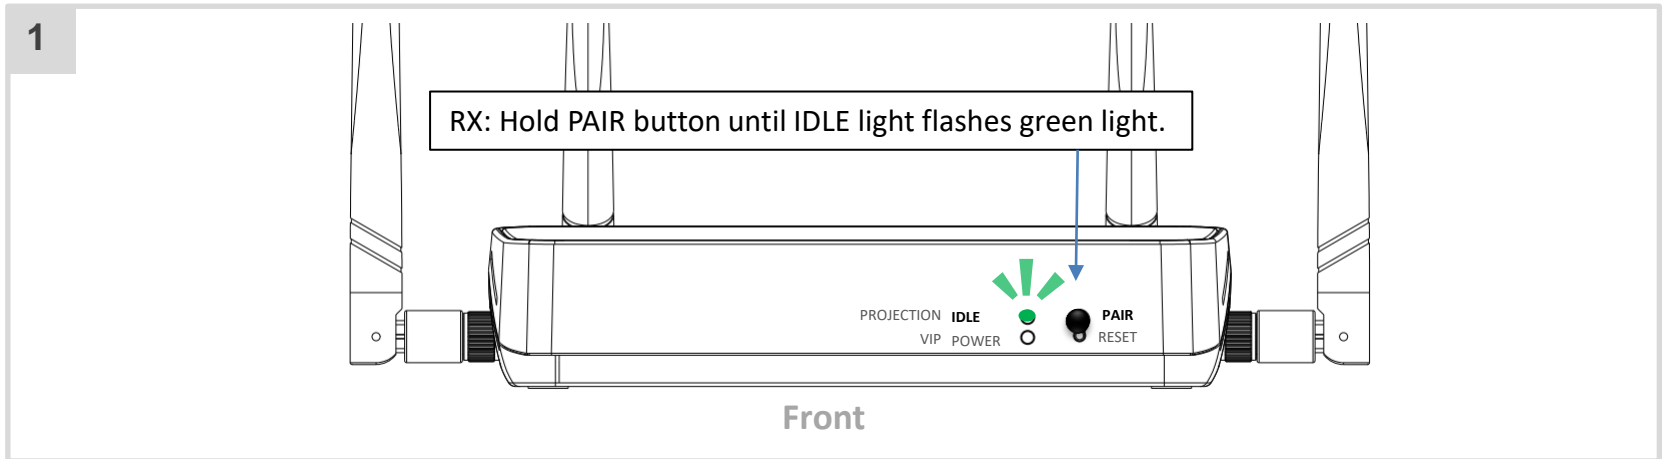 1
RX: Hold PAIR button until IDLE light flashes green light.
PROJECTION IDLE PAIR
VIP POWER RESET
Front